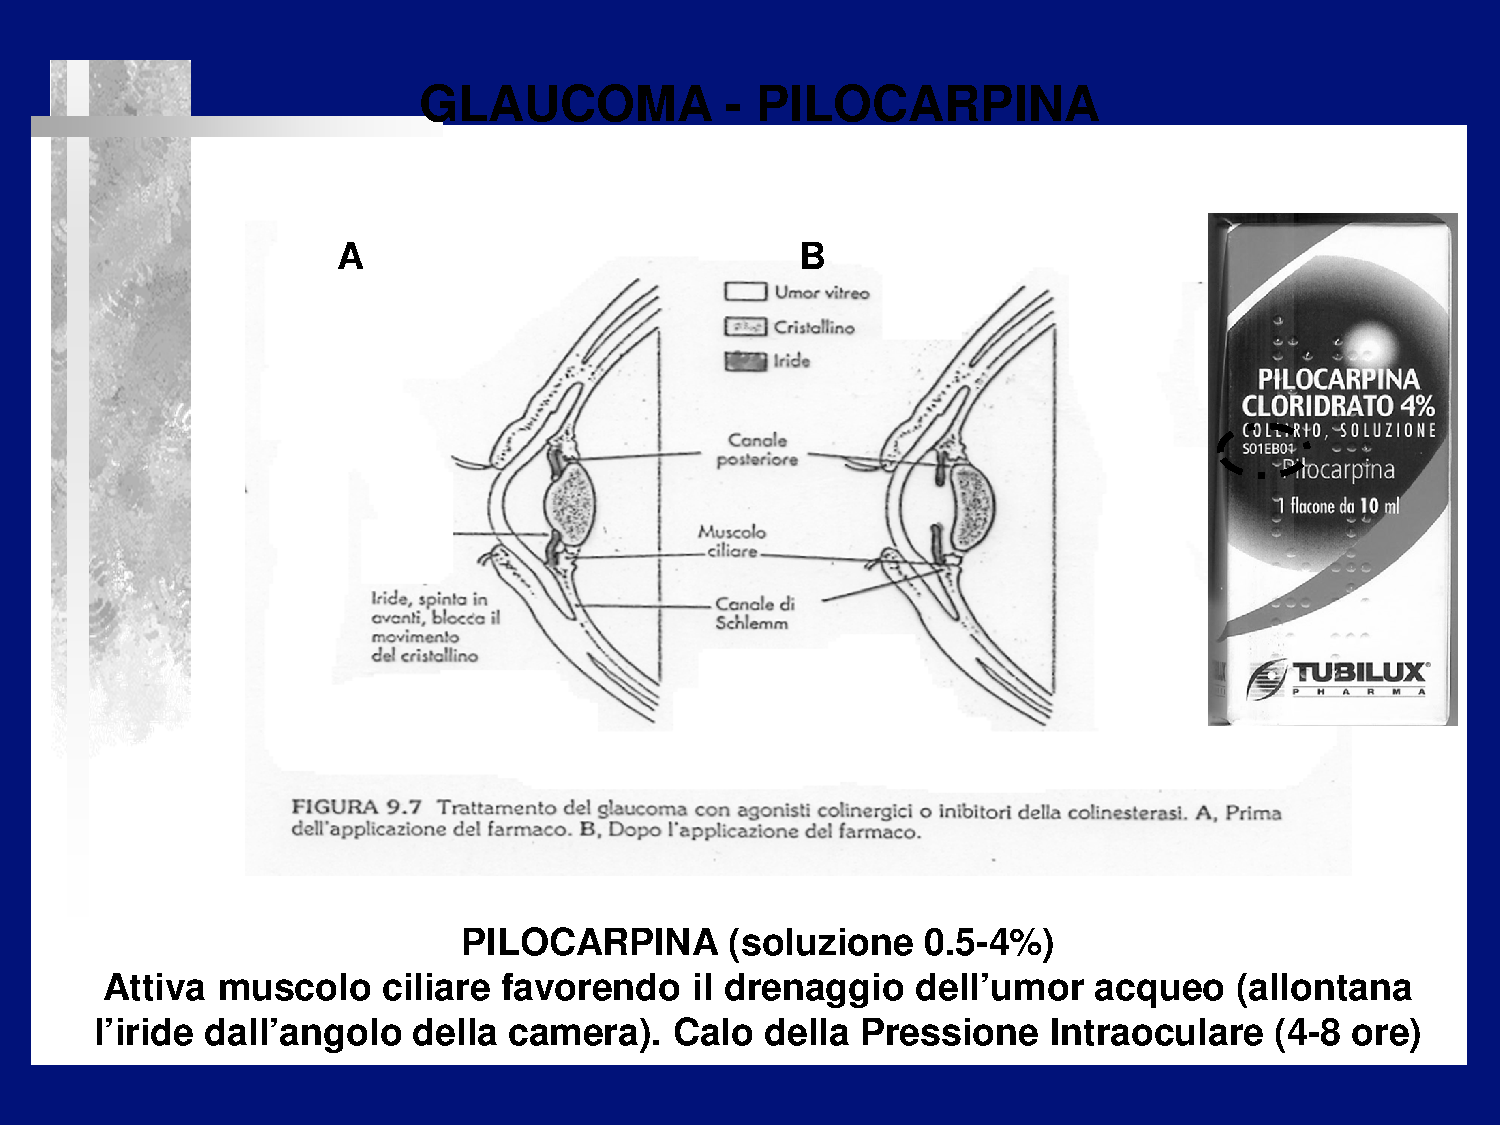 GLAUCOMA - PILOCARPINA
A
B
Umor vitreo
Cristallino
Iride
Canale
posteriore
Muscolo
ciliare
Iride, spinta in
avanti, blocca il
movimento
del cristallino
Canale di
Schlemm
PILOCARPINA
CLORIDRATO 4%
COLLIRIO, SOLUZIONE
S01EB01
Pilocarpina
1 flacone da 10 ml
TUBILUX
PHARMA
FIGURA 9.7 Trattamento del glaucoma con agonisti colinergici o inibitori della colinesterasi. A, Prima
dell'applicazione del farmaco. B, Dopo l'applicazione del farmaco.
PILOCARPINA (soluzione 0.5-4%)
Attiva muscolo ciliare favorendo il drenaggio dell’umor acqueo (allontana
l’iride dall’angolo della camera). Calo della Pressione Intraoculare (4-8 ore)